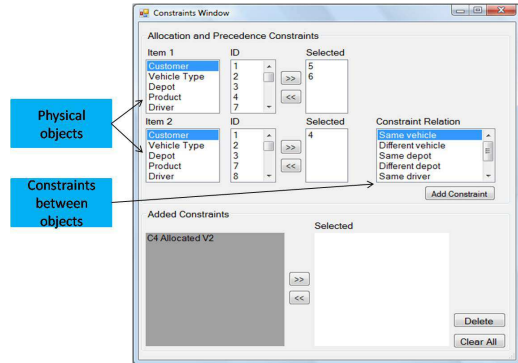 Constraints Window
Allocation and Precedence Constraints
Item 1
ID
Selected
Customer
Vehicle Type
Depot
Product
Driver
1
2
3
4
7
>>
<<
5
6
Physical
objects
Item 2
ID
Selected
Constraint Relation
Customer
Vehicle Type
Depot
Product
Driver
1
2
3
7
8
>>
<<
4
Same vehicle
Different vehicle
Same depot
Different depot
Same driver
Constraints
between
objects
Add Constraint
Added Constraints
Selected
C4 Allocated V2
>>
<<
Delete
Clear All